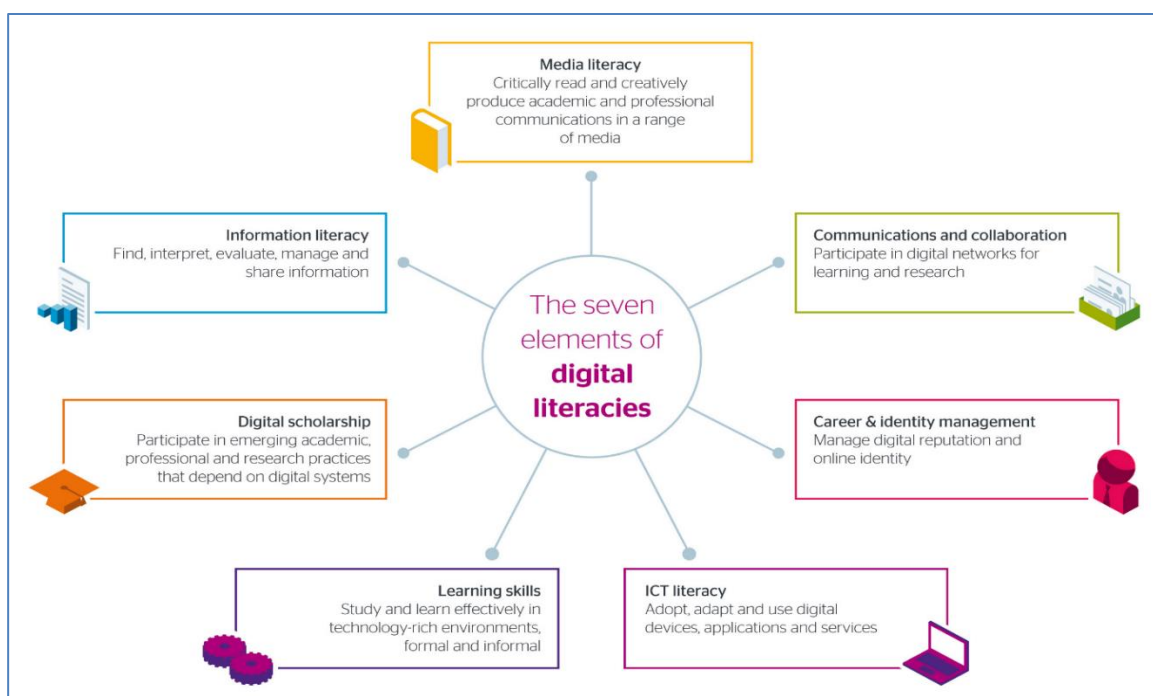 Media literacy
Critically read and creatively
produce academic and professional
communications in a range
of media
Information literacy
Find, interpret, evaluate, manage and
share information
Communications and collaboration
Participate in digital networks for
learning and research
The seven
elements of
digital
literacies
Digital scholarship
Participate in emerging academic,
professional and research practices
that depend on digital systems
Career & identity management
Manage digital reputation and
online identity
Learning skills
Study and learn effectively in
technology-rich environments,
formal and informal
ICT literacy
Adopt, adapt and use digital
devices, applications and services